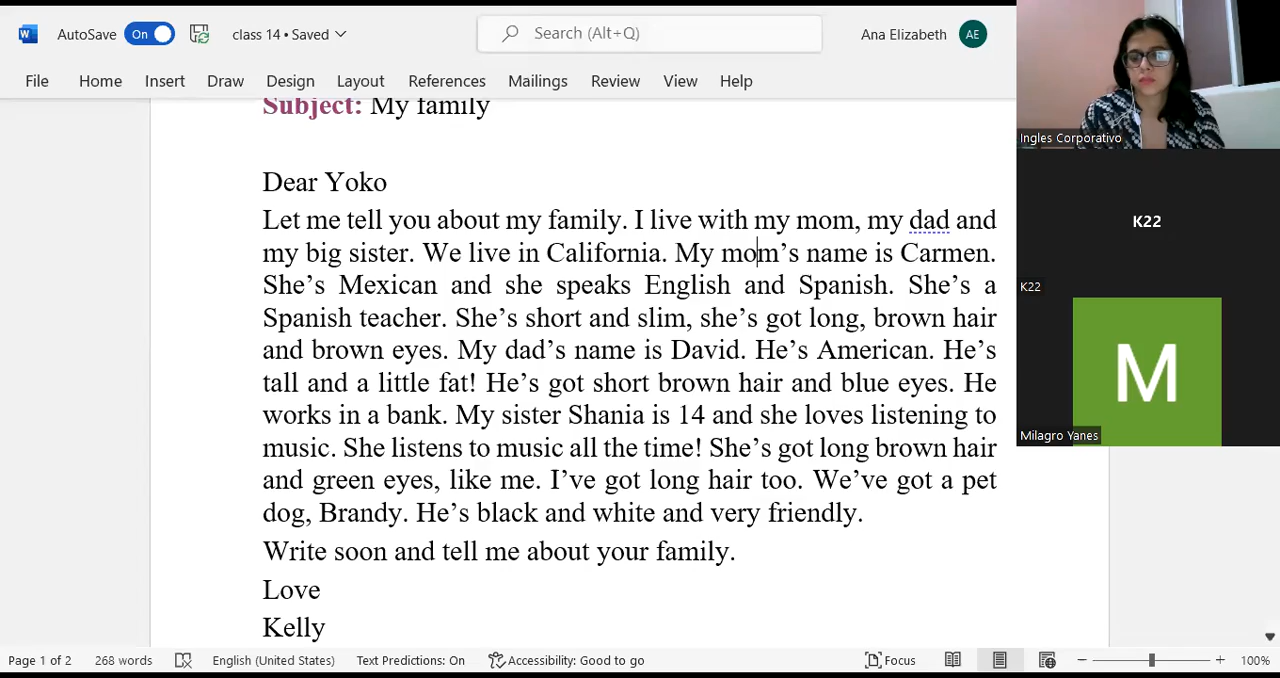 AutoSave On class 14 • Saved Search (Alt+Q) Ana Elizabeth AE
File Home Insert Draw Design Layout References Mailings Review View Help
Ingles Corporativo
Subject: My family
Dear Yoko
Let me tell you about my family. I live with my mom, my dad and
my big sister. We live in California. My mom’s name is Carmen.
She’s Mexican and she speaks English and Spanish. She’s a
Spanish teacher. She’s short and slim, she’s got long, brown hair
and brown eyes. My dad’s name is David. He’s American. He’s
tall and a little fat! He’s got short brown hair and blue eyes. He
works in a bank. My sister Shania is 14 and she loves listening to
music. She listens to music all the time! She’s got long brown hair
and green eyes, like me. I’ve got long hair too. We’ve got a pet
dog, Brandy. He’s black and white and very friendly.
Write soon and tell me about your family.
Love
Kelly
K22
K22
M
Milagro Yanes
Page 1 of 2 268 words English (United States) Text Predictions: On Accessibility: Good to go Focus 100%